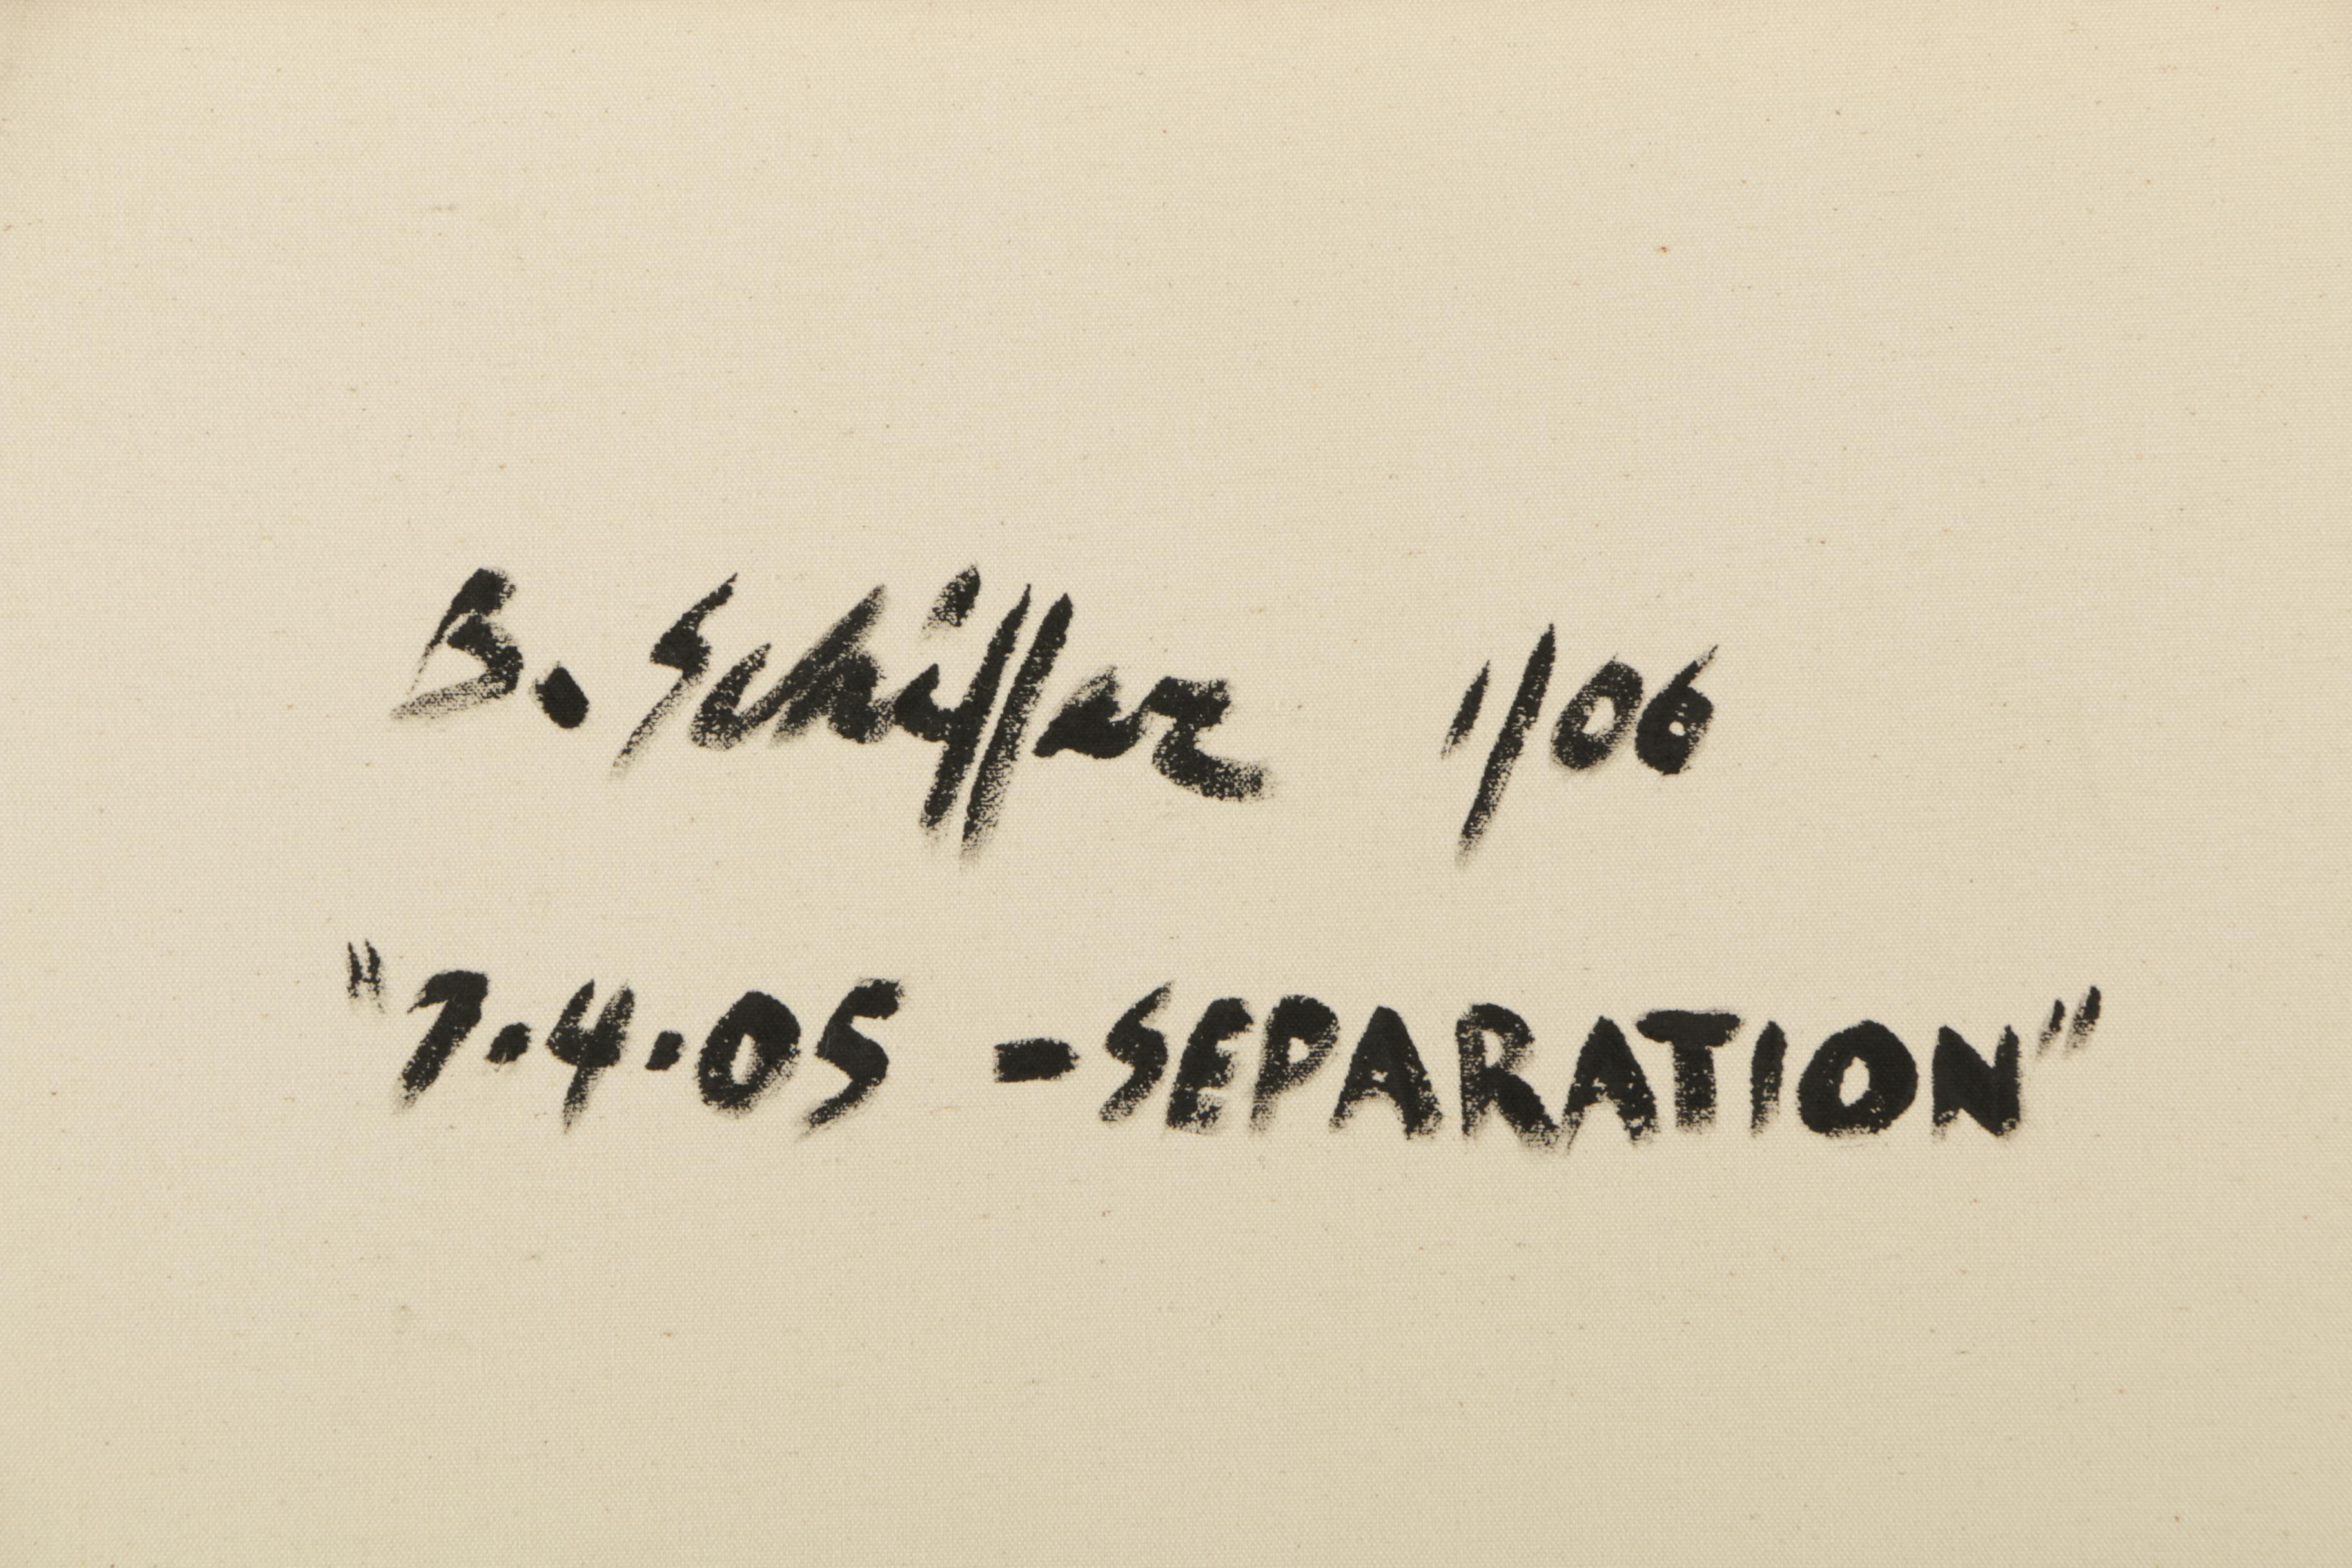 B. Schiffer 1/06
"7.4.05 - SEPARATION"